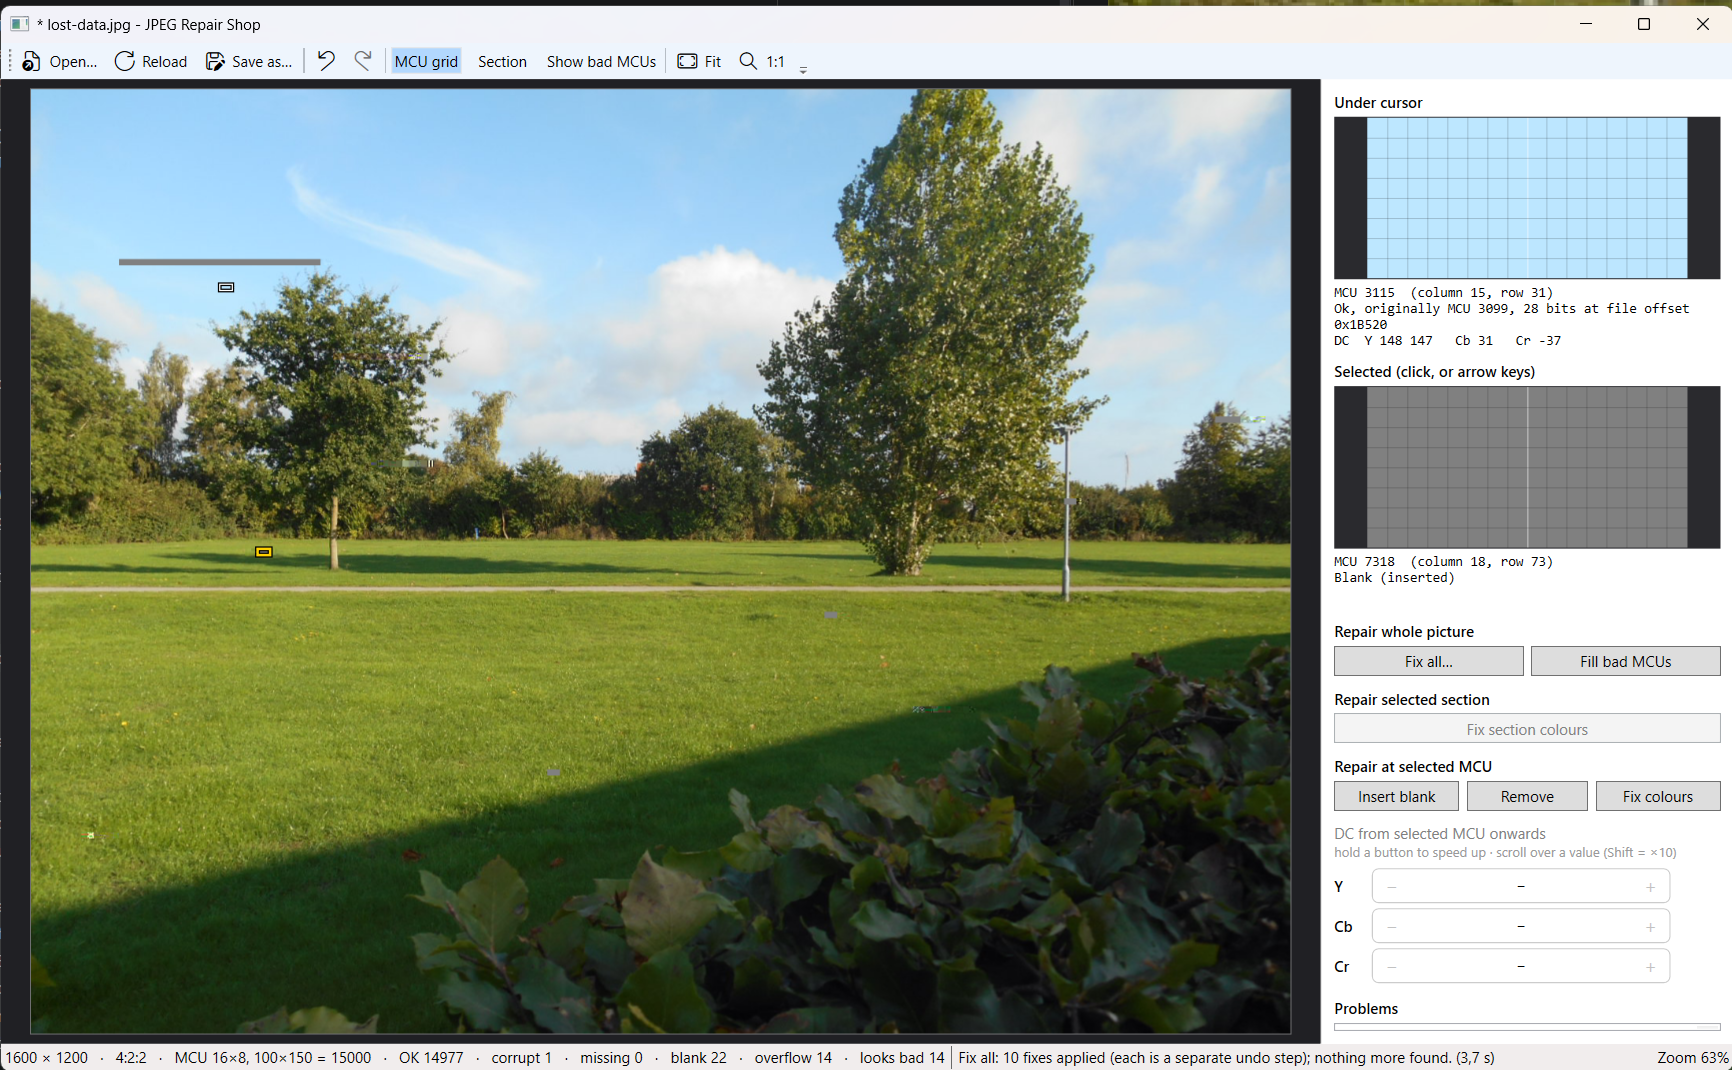 * lost-data.jpg - JPEG Repair Shop
Open... Reload Save as... MCU grid Section Show bad MCUs Fit 1:1
Under cursor
MCU 3115 (column 15, row 31)
Ok, originally MCU 3099, 28 bits at file offset
0x1B520
DC Y 148 147 Cb 31 Cr -37
Selected (click, or arrow keys)
MCU 7318 (column 18, row 73)
Blank (inserted)
Repair whole picture
Fix all... Fill bad MCUs
Repair selected section
Fix section colours
Repair at selected MCU
Insert blank Remove Fix colours
DC from selected MCU onwards
hold a button to speed up · scroll over a value (Shift = ×10)
Y − – +
Cb − – +
Cr − – +
Problems
1600 × 1200 · 4:2:2 · MCU 16×8, 100×150 = 15000 · OK 14977 · corrupt 1 · missing 0 · blank 22 · overflow 14 · looks bad 14 Fix all: 10 fixes applied (each is a separate undo step); nothing more found. (3,7 s) Zoom 63%